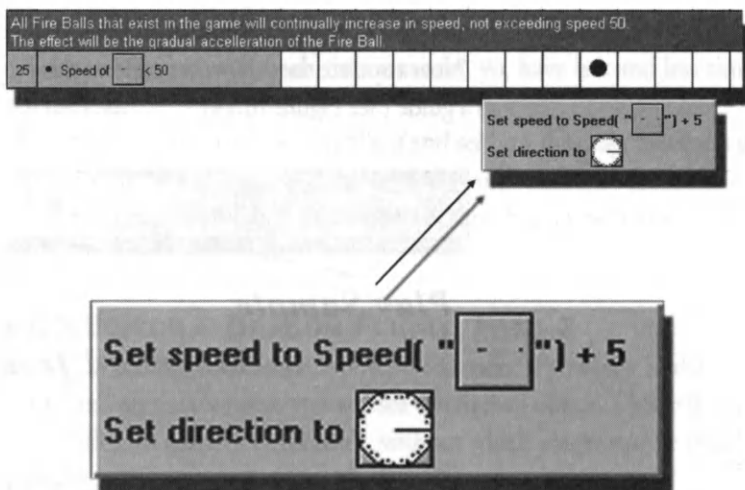 All Fire Balls that exist in the game will continually increase in speed, not exceeding speed 50.
The effect will be the gradual accelleration of the Fire Ball.
25 • Speed of < 50
Set speed to Speed( " ") + 5
Set direction to
Set speed to Speed( " ") + 5
Set direction to